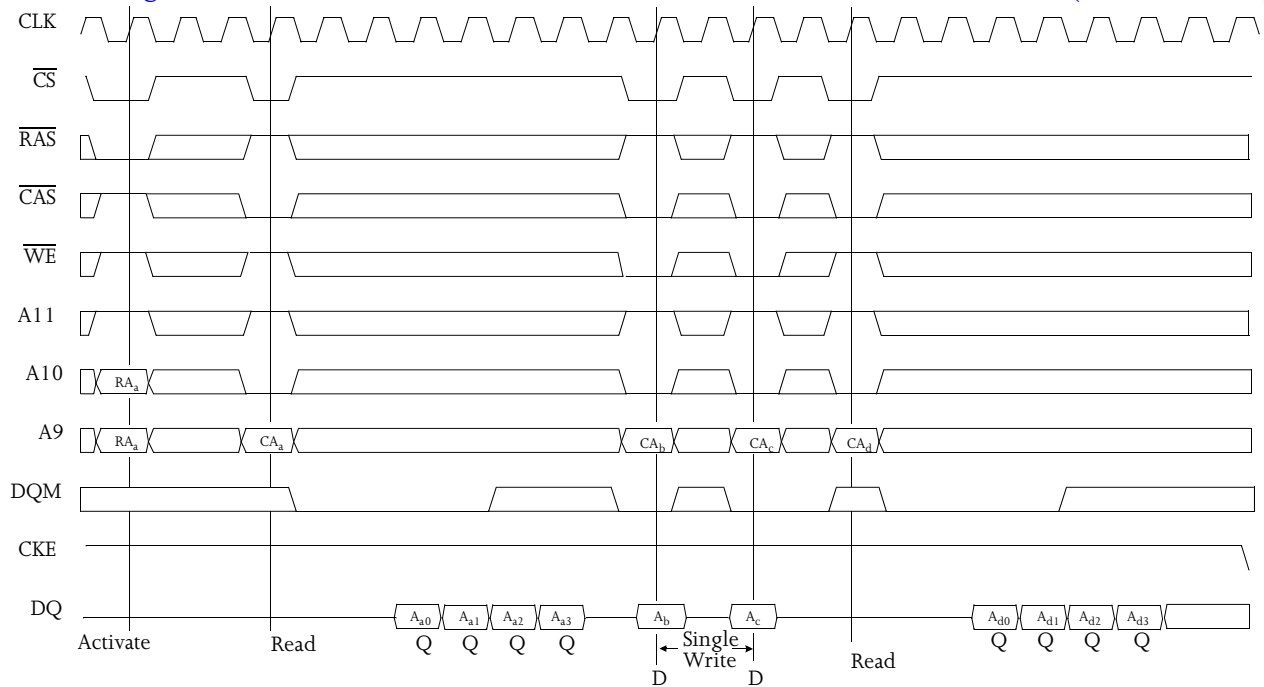 CLK
CS
RAS
CAS
WE
A11
A10 RAa
A9 RAa CAa CAb CAc CAd
DQM
CKE
DQ Aa0 Aa1 Aa2 Aa3 Ab Ac Ad0 Ad1 Ad2 Ad3
Activate Read Q Q Q Q Single Q Q Q Q
Write Read
D D